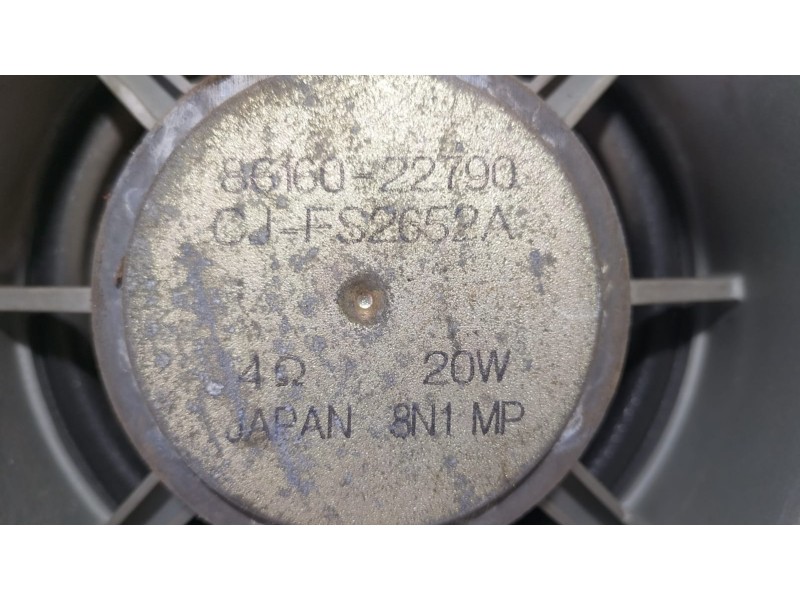 86160-22790
CJ-FS2652A
4Ω 20W
JAPAN 8N1 MP